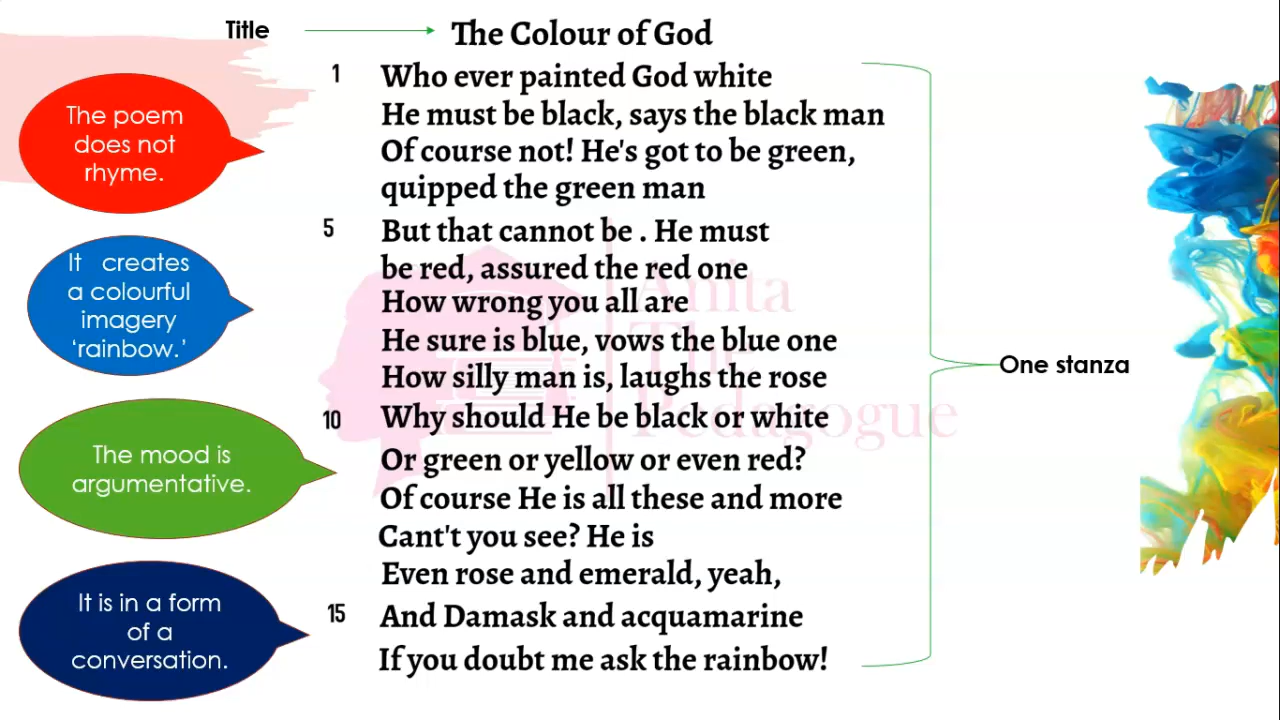 Title
The Colour of God
1
Who ever painted God white
He must be black, says the black man
Of course not! He's got to be green,
quipped the green man
5
But that cannot be . He must
be red, assured the red one
How wrong you all are
He sure is blue, vows the blue one
How silly man is, laughs the rose
10
Why should He be black or white
Or green or yellow or even red?
Of course He is all these and more
Cant't you see? He is
Even rose and emerald, yeah,
15
And Damask and acquamarine
If you doubt me ask the rainbow!
One stanza
The poem
does not
rhyme.
It creates
a colourful
imagery
‘rainbow.’
The mood is
argumentative.
It is in a form
of a
conversation.
Anita
The
Pedagogue